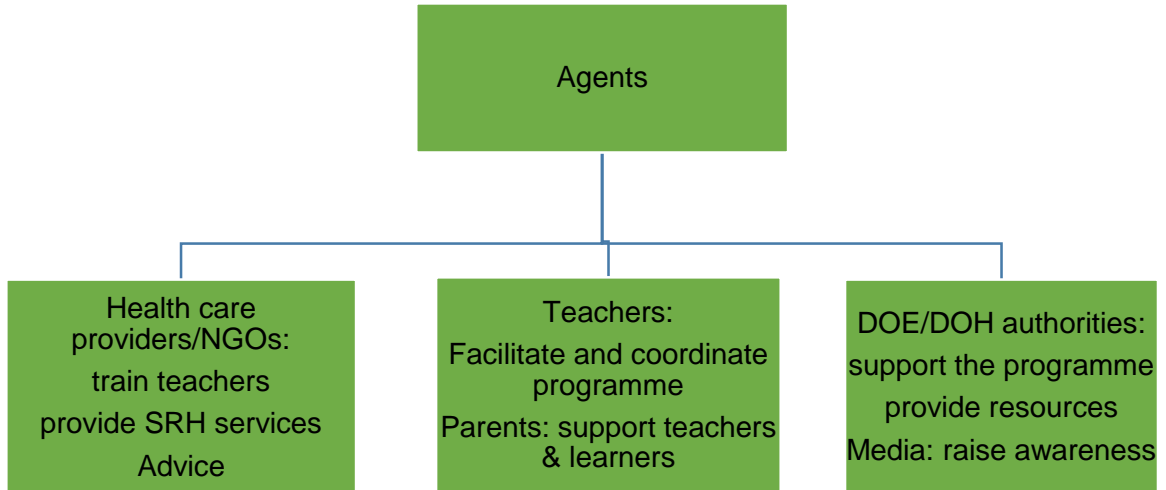 Agents
Health care
providers/NGOs:
train teachers
provide SRH services
Advice
Teachers:
Facilitate and coordinate
programme
Parents: support teachers
& learners
DOE/DOH authorities:
support the programme
provide resources
Media: raise awareness